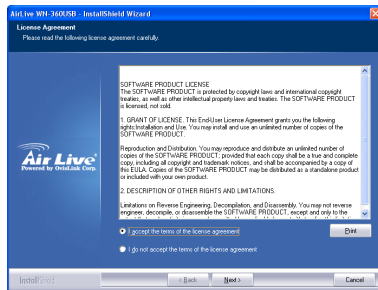 AirLive WN-360USB - InstallShield Wizard
License Agreement
Please read the following license agreement carefully.
SOFTWARE PRODUCT LICENSE
The SOFTWARE PRODUCT is protected by copyright laws and international copyright
treaties, as well as other intellectual property laws and treaties. The SOFTWARE PRODUCT
is licensed, not sold.
1. GRANT OF LICENSE. This End-User License Agreement grants you the following
rights:Installation and Use. You may install and use an unlimited number of copies of the
SOFTWARE PRODUCT.
Reproduction and Distribution. You may reproduce and distribute an unlimited number of
copies of the SOFTWARE PRODUCT; provided that each copy shall be a true and complete
copy, including all copyright and trademark notices, and shall be accompanied by a copy of
this EULA. Copies of the SOFTWARE PRODUCT may be distributed as a standalone product
or included with your own product.
2. DESCRIPTION OF OTHER RIGHTS AND LIMITATIONS.
Limitations on Reverse Engineering, Decompilation, and Disassembly. You may not reverse
engineer, decompile, or disassemble the SOFTWARE PRODUCT, except and only to the
Air Live
Powered by OvisLink Corp.
I accept the terms of the license agreement
Print
I do not accept the terms of the license agreement
InstallShield
< Back
Next >
Cancel